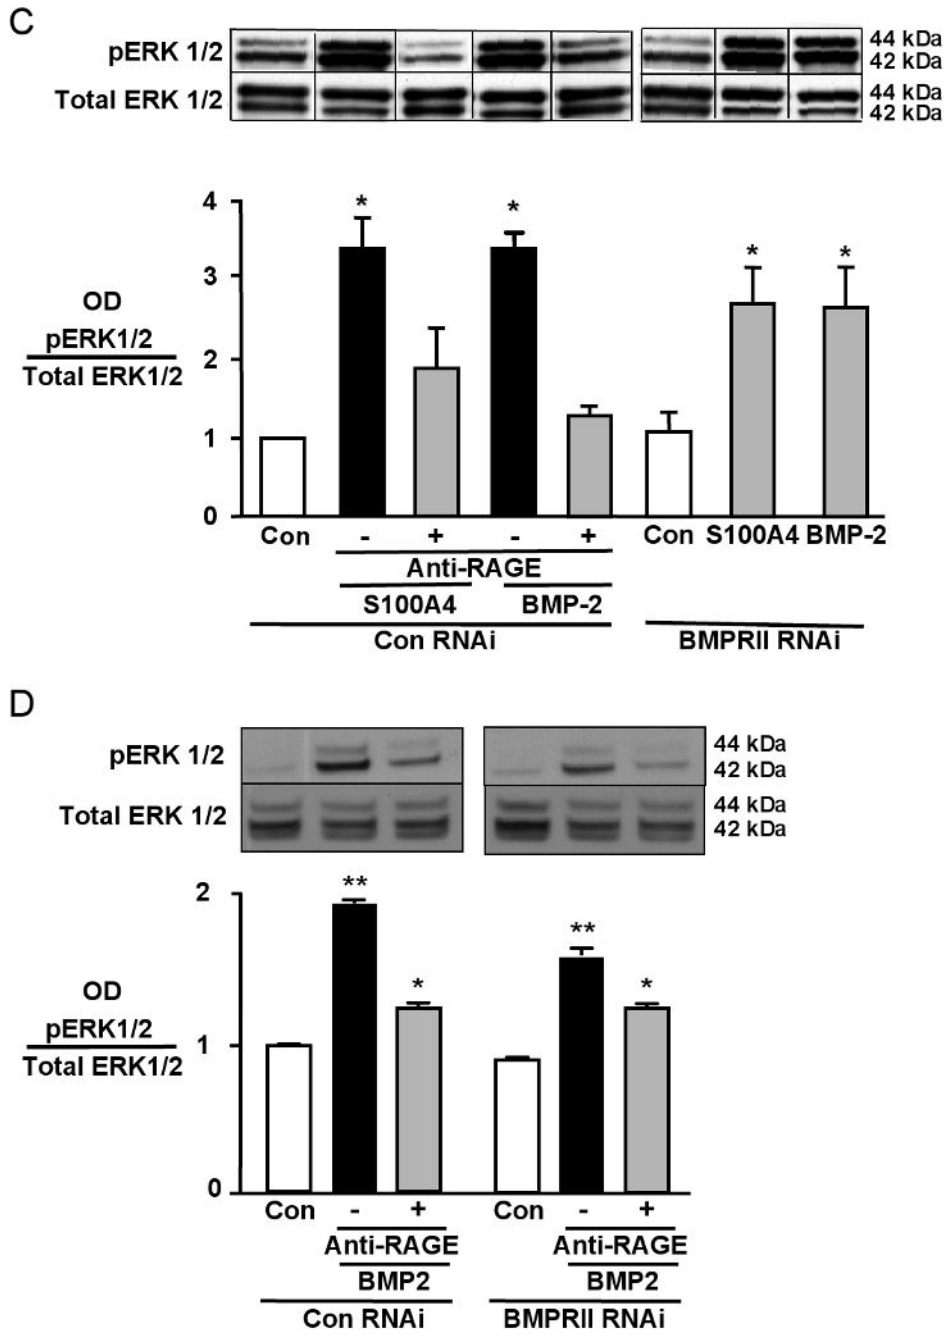 C
pERK 1/2
44 kDa
42 kDa
Total ERK 1/2
44 kDa
42 kDa
4
3
2
1
0
OD
pERK1/2
Total ERK1/2
* * * *
Con - + - + Con S100A4 BMP-2
Anti-RAGE
S100A4 BMP-2
Con RNAi BMPRII RNAi
D
pERK 1/2
44 kDa
42 kDa
Total ERK 1/2
44 kDa
42 kDa
2
1
0
OD
pERK1/2
Total ERK1/2
** * ** *
Con - + Con - +
Anti-RAGE Anti-RAGE
BMP2 BMP2
Con RNAi BMPRII RNAi